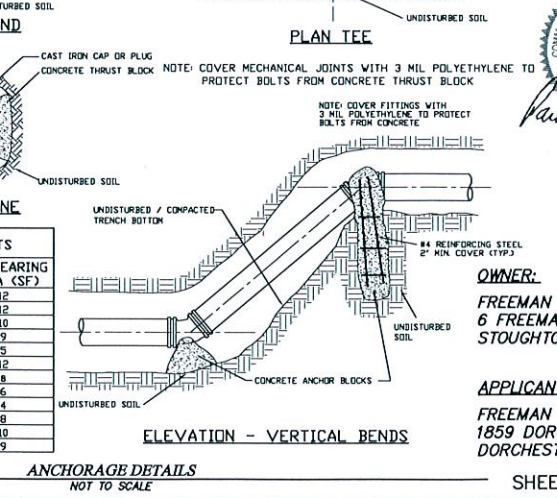 UNDISTURBED SOIL
PLAN TEE
CAST IRON CAP OR PLUG
CONCRETE THRUST BLOCK
NOTE: COVER MECHANICAL JOINTS WITH 3 MIL POLYETHYLENE TO
PROTECT BOLTS FROM CONCRETE THRUST BLOCK
NOTE: COVER FITTINGS WITH
3 MIL POLYETHYLENE TO PROTECT
BOLTS FROM CONCRETE
UNDISTURBED SOIL
UNDISTURBED / COMPACTED
TRENCH BOTTOM
#4 REINFORCING STEEL
2" MIN. COVER (TYP.)
UNDISTURBED
SOIL
CONCRETE ANCHOR BLOCKS
UNDISTURBED SOIL
ELEVATION - VERTICAL BENDS
TS
EARING
(SF)
12
12
10
9
5
12
8
6
4
8
10
9
OWNER:
FREEMAN
6 FREEMA
STOUGHTO
APPLICAN
FREEMAN
1859 DOR
DORCHEST
ANCHORAGE DETAILS
NOT TO SCALE
SHEE